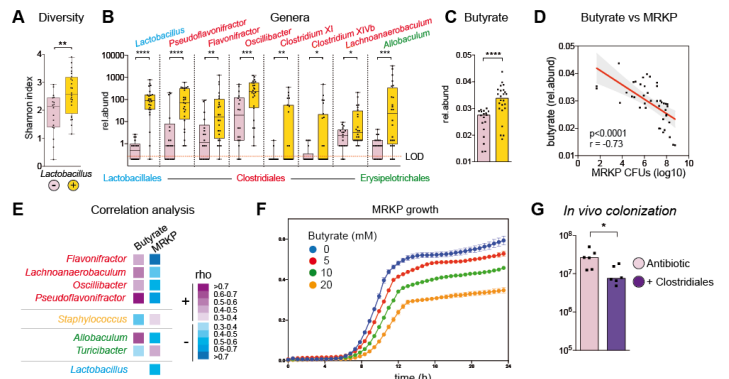 A Diversity
**
Shannon index
4
3
2
1
0
Lactobacillus
- +
B Genera
Lactobacillus
Pseudoflavonifractor
Flavonifractor
Oscillibacter
Clostridium XI
Clostridium XIVb
Lachnoanaerobaculum
Allobaculum
**** **** ** *** ** * * ***
rel.abund
10000
1000
100
10
1
LOD
Lactobacillales Clostridiales Erysipelotrichales
C Butyrate
****
rel.abund
0.05
0.04
0.03
0.02
0.01
D Butyrate vs MRKP
butyrate (rel.abund)
0.05
0.04
0.03
0.01
p<0.0001
r = -0.73
0 2 4 6 8 10
MRKP CFUs (log10)
E Correlation analysis
Butyrate
MRKP
Flavonifractor
Lachnoanaerobaculum
Oscillibacter
Pseudoflavonifractor
Staphylococcus
Allobaculum
Turicibacter
Lactobacillus
rho
+
>0.7
0.6-0.7
0.5-0.6
0.4-0.5
0.3-0.4
-
0.3-0.4
0.4-0.5
0.5-0.6
0.6-0.7
>0.7
F MRKP growth
Butyrate (mM)
0
5
10
20
0 4 8 12 16 20 24
time (h)
G In vivo colonization
*
10⁸
10⁷
10⁶
10⁵
Antibiotic
+ Clostridiales